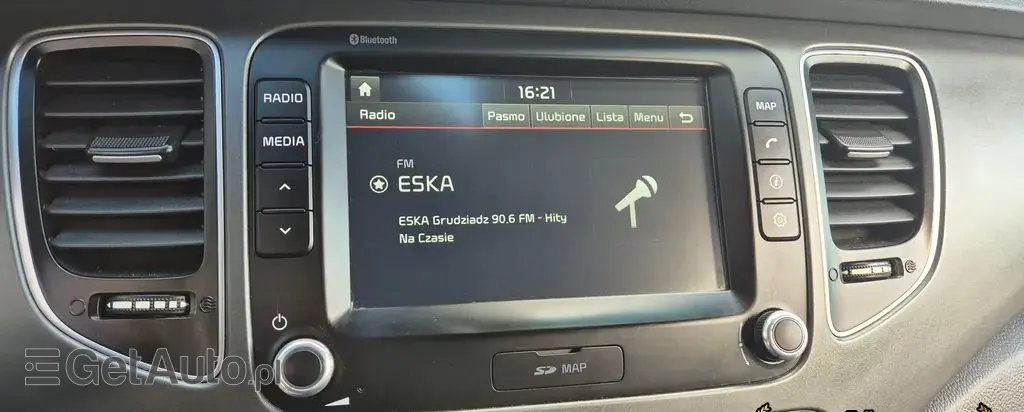 Bluetooth
RADIO
MEDIA
16:21
Radio Pasmo Ulubione Lista Menu
FM
ESKA
ESKA Grudziadz 90.6 FM - Hity
Na Czasie
MAP
SD MAP
GetAuto.pl